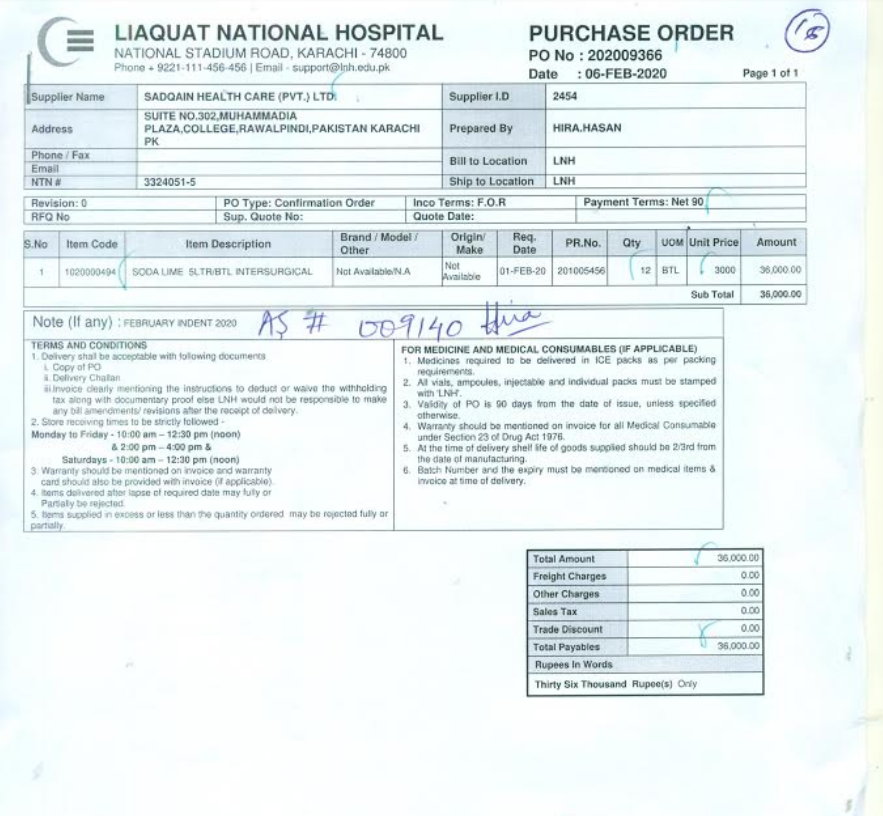 LIAQUAT NATIONAL HOSPITAL
NATIONAL STADIUM ROAD, KARACHI - 74800
Phone + 9221-111-456-456 | Email - support@lnh.edu.pk
PURCHASE ORDER
PO No : 202009366
Date : 06-FEB-2020
Page 1 of 1
Supplier Name SADQAIN HEALTH CARE (PVT.) LTD. Supplier I.D 2454
Address SUITE NO.302,MUHAMMADIA
PLAZA,COLLEGE,RAWALPINDI,PAKISTAN KARACHI
PK
Prepared By HIRA.HASAN
Phone / Fax
Email
Bill to Location LNH
NTN # 3324051-5 Ship to Location LNH
Revision: 0 PO Type: Confirmation Order Inco Terms: F.O.R Payment Terms: Net 90
RFQ No Sup. Quote No: Quote Date:
S.No Item Code Item Description Brand / Model / Other Origin/ Make Req. Date PR.No. Qty UOM Unit Price Amount
1 1020000494 SODA LIME 5LTR/BTL INTERSURGICAL Not Available/N.A Not Available 01-FEB-20 201005456 12 BTL 3000 36,000.00
Sub Total 36,000.00
Note (If any) : FEBRUARY INDENT 2020 AS # 009140 Hira
TERMS AND CONDITIONS
1. Delivery shall be acceptable with following documents
i. Copy of PO
ii. Delivery Challan
iii.Invoice clearly mentioning the instructions to deduct or waive the withholding
tax along with documentary proof else LNH would not be responsible to make
any bill amendments/ revisions after the receipt of delivery.
2. Store receiving times to be strictly followed -
Monday to Friday - 10:00 am – 12:30 pm (noon)
& 2:00 pm – 4:00 pm &
Saturdays - 10:00 am – 12:30 pm (noon)
3. Warranty should be mentioned on invoice and warranty
card should also be provided with invoice (if applicable).
4. Items delivered after lapse of required date may fully or
Partially be rejected.
5. Items supplied in excess or less than the quantity ordered may be rejected fully or
partially.
FOR MEDICINE AND MEDICAL CONSUMABLES (IF APPLICABLE)
1. Medicines required to be delivered in ICE packs as per packing
requirements.
2. All vials, ampoules, injectable and individual packs must be stamped
with 'LNH'.
3. Validity of PO is 90 days from the date of issue, unless specified
otherwise.
4. Warranty should be mentioned on invoice for all Medical Consumable
under Section 23 of Drug Act 1976.
5. At the time of delivery shelf life of goods supplied should be 2/3rd from
the date of manufacturing.
6. Batch Number and the expiry must be mentioned on medical items &
invoice at time of delivery.
Total Amount 36,000.00
Freight Charges 0.00
Other Charges 0.00
Sales Tax 0.00
Trade Discount 0.00
Total Payables 36,000.00
Rupees In Words
Thirty Six Thousand Rupee(s) Only